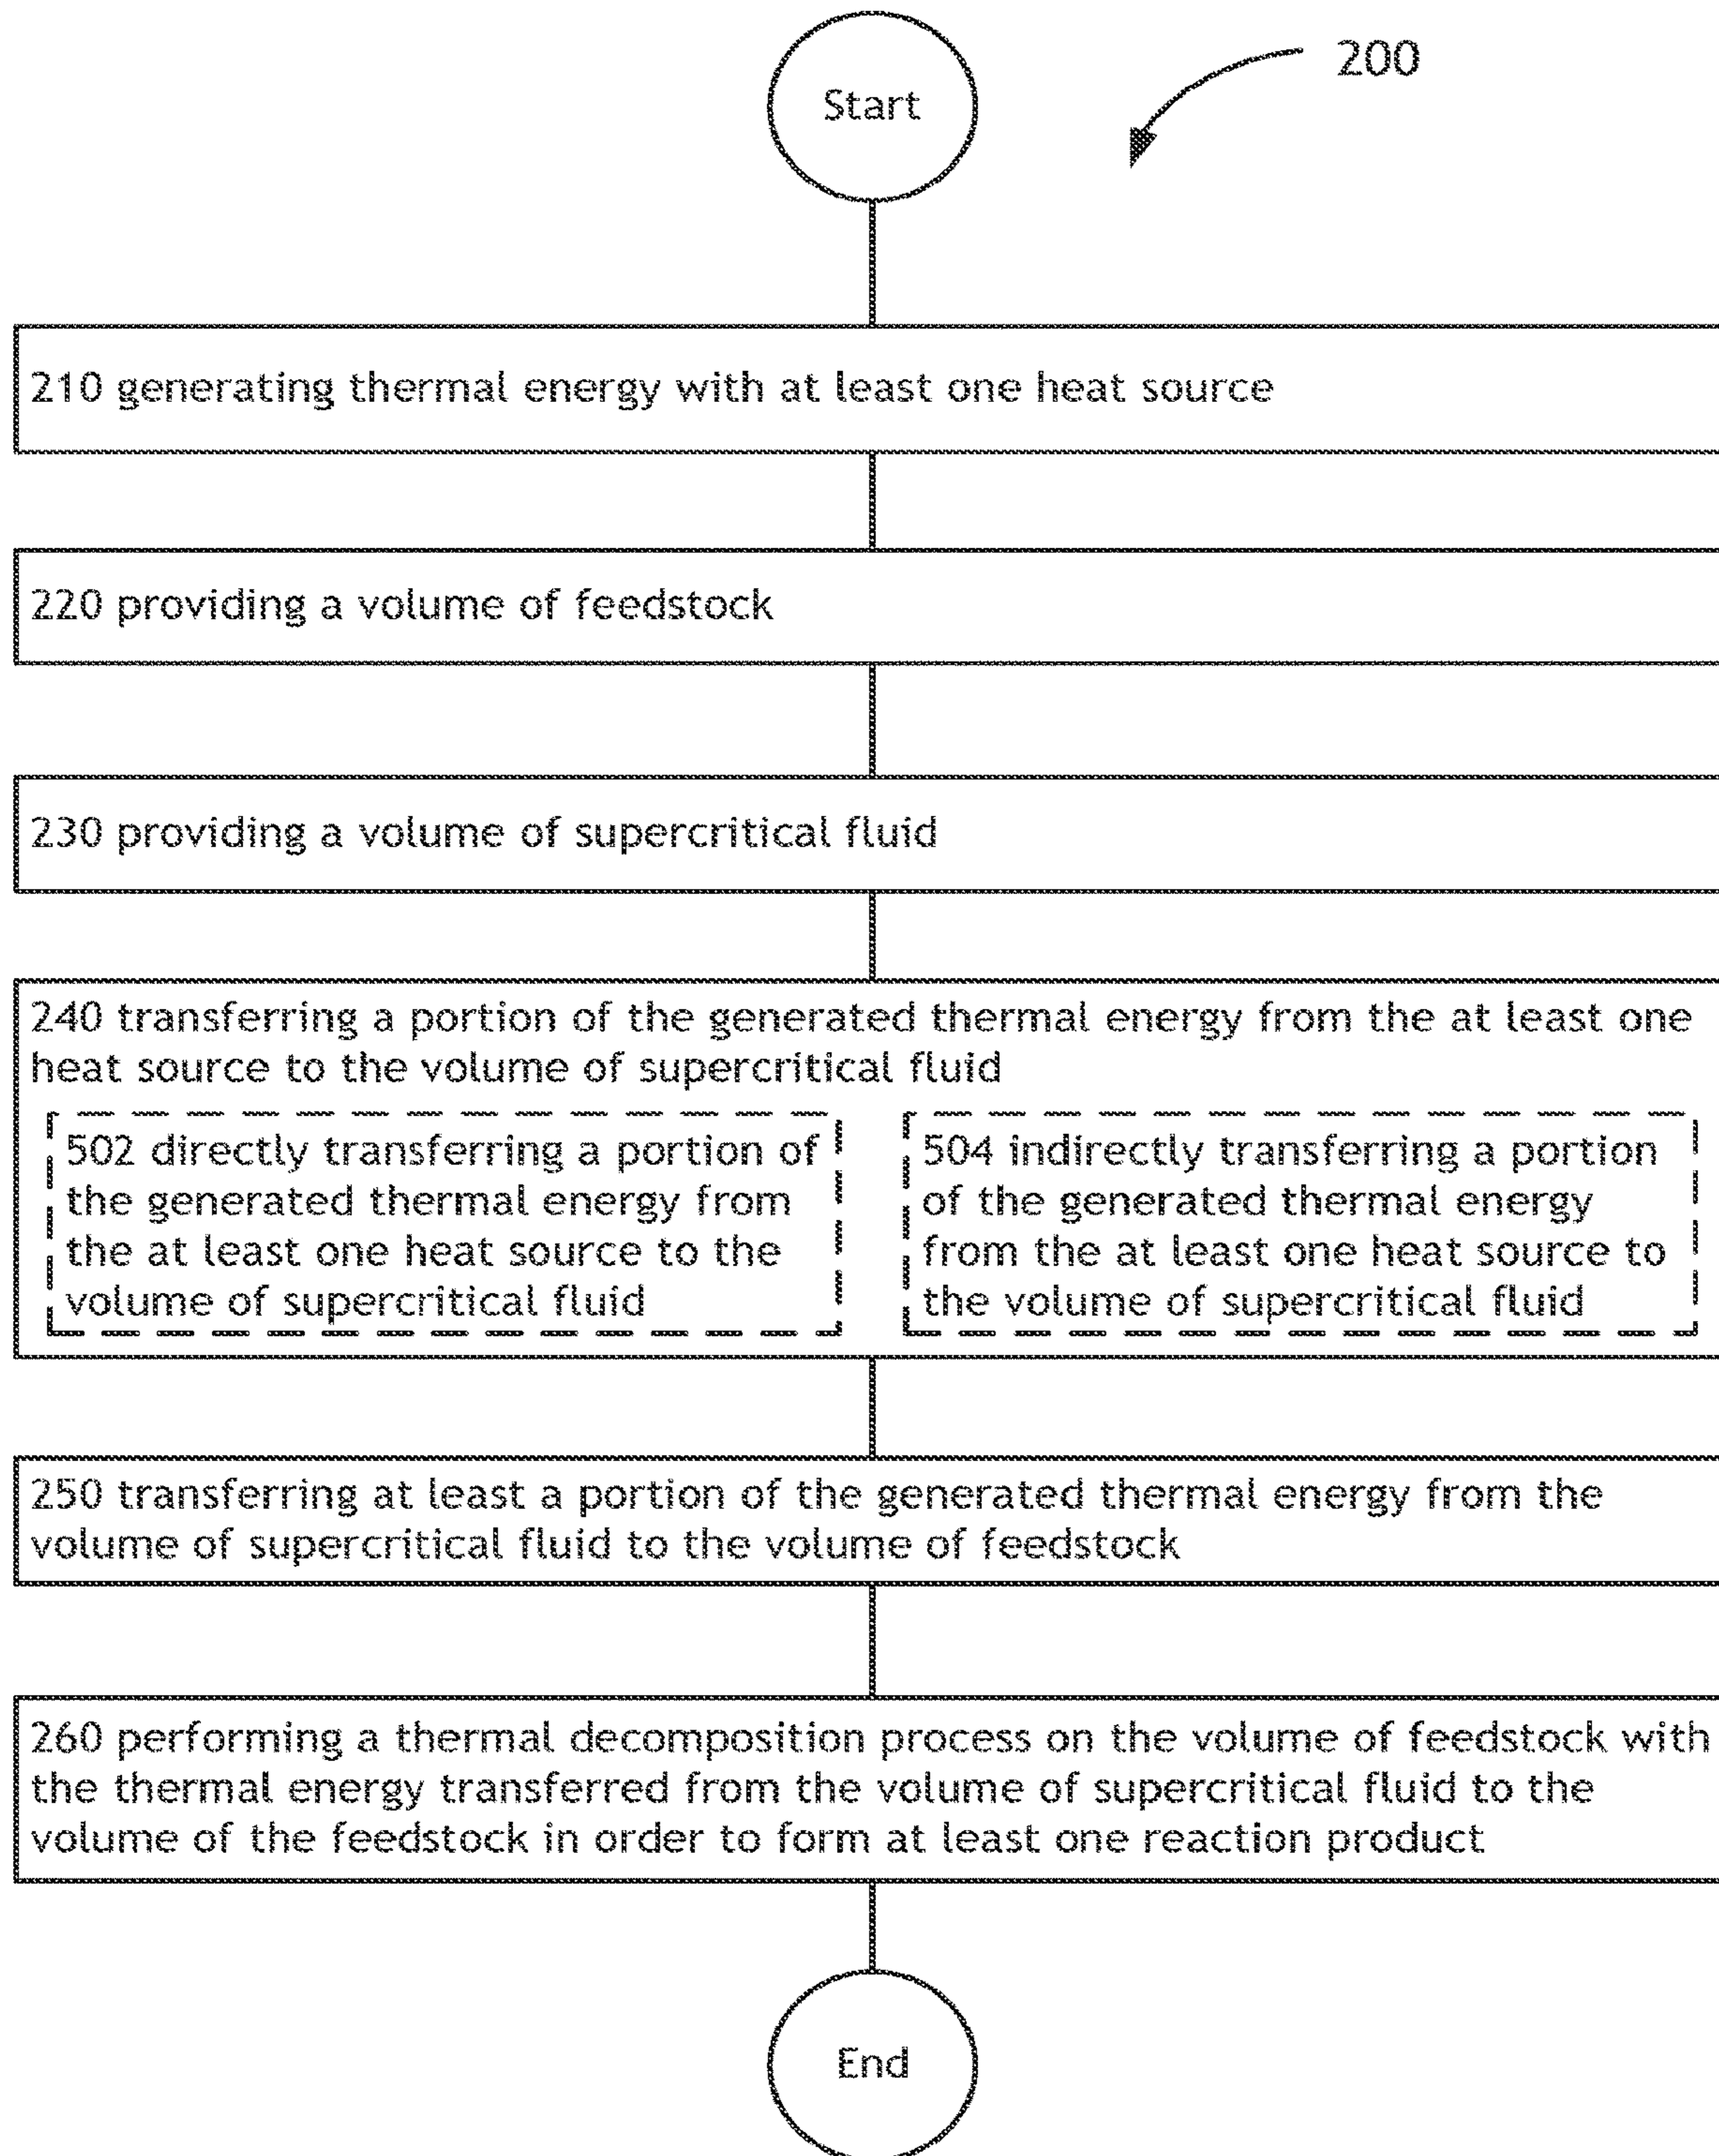 Start
200
210 generating thermal energy with at least one heat source
220 providing a volume of feedstock
230 providing a volume of supercritical fluid
240 transferring a portion of the generated thermal energy from the at least one
heat source to the volume of supercritical fluid
502 directly transferring a portion of
the generated thermal energy from
the at least one heat source to the
volume of supercritical fluid
504 indirectly transferring a portion
of the generated thermal energy
from the at least one heat source to
the volume of supercritical fluid
250 transferring at least a portion of the generated thermal energy from the
volume of supercritical fluid to the volume of feedstock
260 performing a thermal decomposition process on the volume of feedstock with
the thermal energy transferred from the volume of supercritical fluid to the
volume of the feedstock in order to form at least one reaction product
End